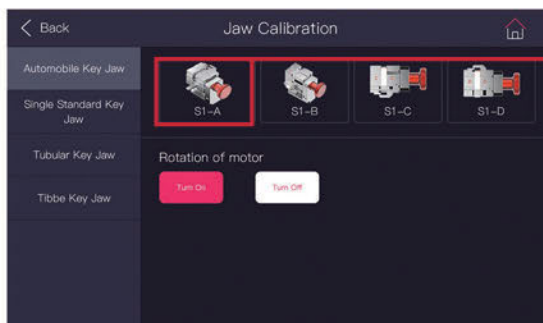 Back
Jaw Calibration
Automobile Key Jaw
Single Standard Key
Jaw
Tubular Key Jaw
Tibbe Key Jaw
S1-A
S1-B
S1-C
S1-D
Rotation of motor
Turn On
Turn Off